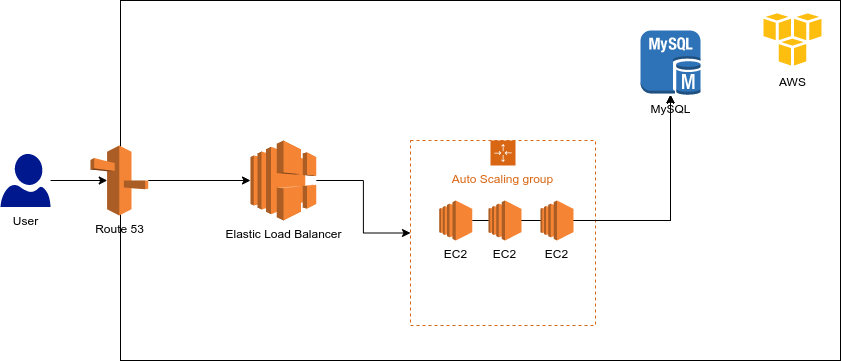 MySQL
M
MySQL
AWS
Auto Scaling group
User
Route 53
Elastic Load Balancer
EC2 EC2 EC2